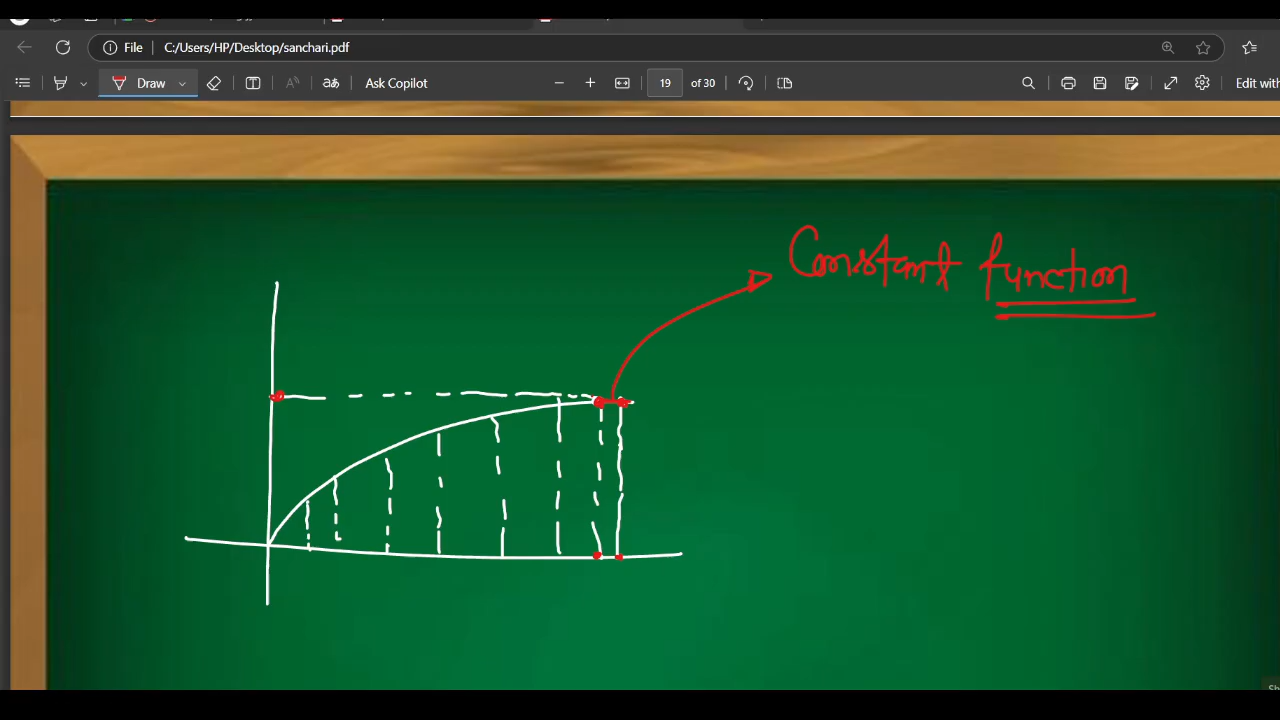 File C:/Users/HP/Desktop/sanchari.pdf
Draw Ask Copilot 19 of 30 Edit with
Constant function